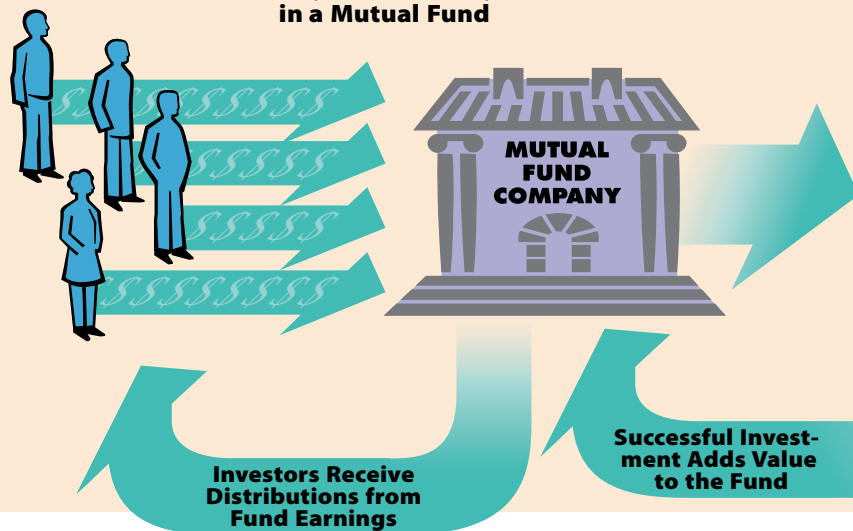 in a Mutual Fund
$$$$$$$$$$
$$$$$$
$$$$$
$$$$$$$$$
MUTUAL
FUND
COMPANY
Successful Invest-
ment Adds Value
to the Fund
Investors Receive
Distributions from
Fund Earnings